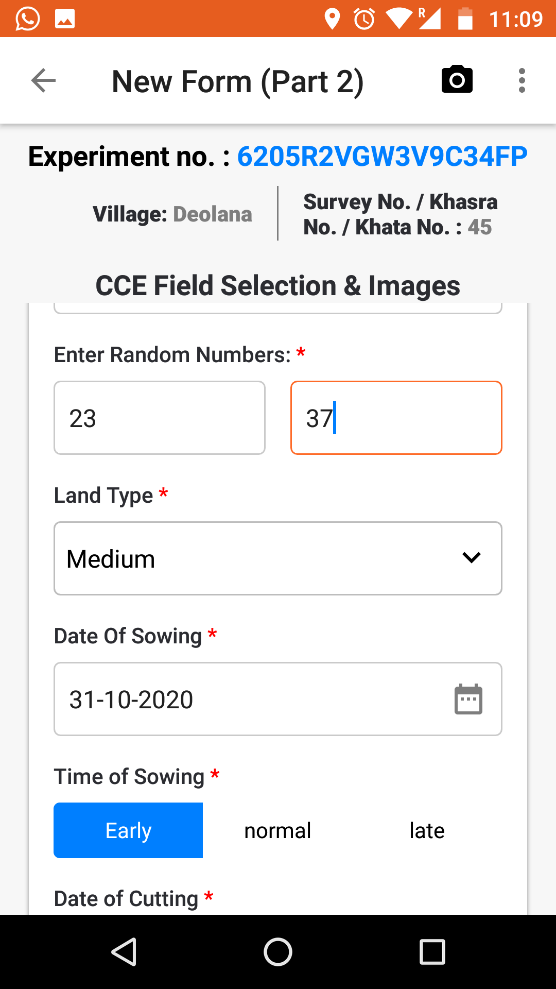 R
11:09
New Form (Part 2)
Experiment no. : 6205R2VGW3V9C34FP
Village: Deolana
Survey No. / Khasra
No. / Khata No. : 45
CCE Field Selection & Images
Enter Random Numbers: *
23 37
Land Type *
Medium
Date Of Sowing *
31-10-2020
Time of Sowing *
Early normal late
Date of Cutting *